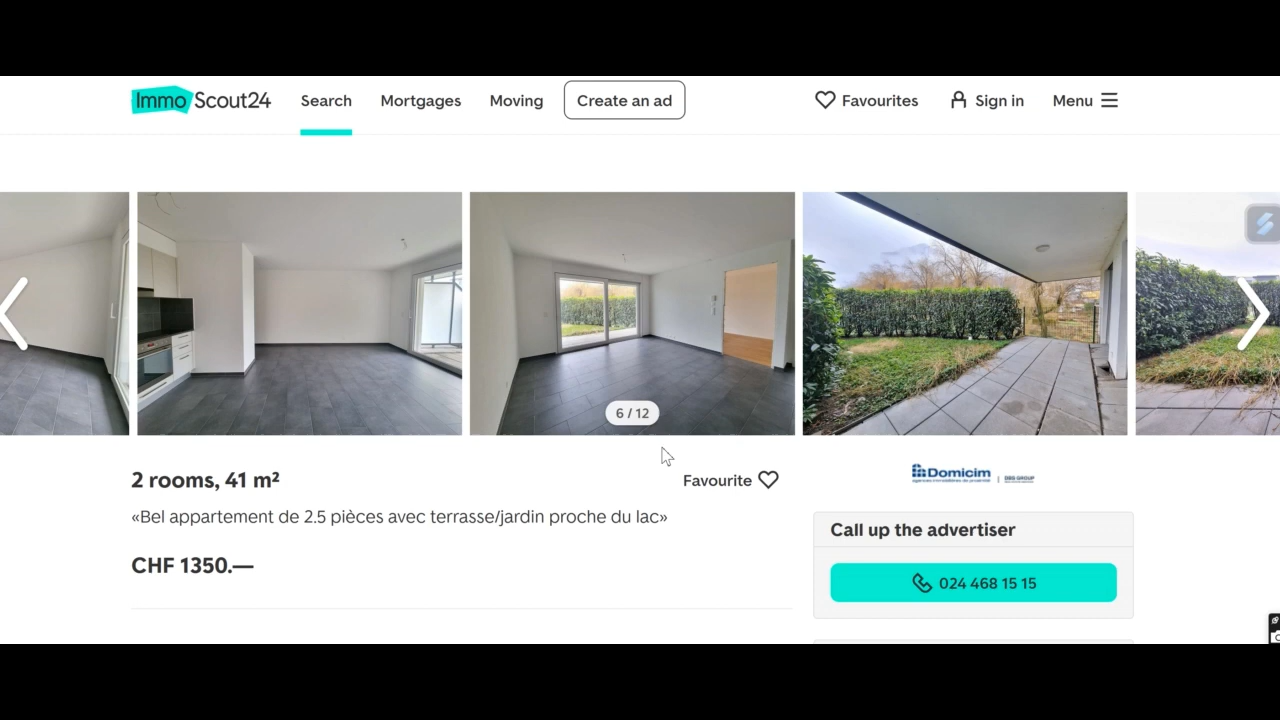 ImmoScout24 Search Mortgages Moving Create an ad Favourites Sign in Menu
6 / 12
2 rooms, 41 m² Favourite
«Bel appartement de 2.5 pièces avec terrasse/jardin proche du lac»
CHF 1350.—
Domicim
DBG GROUP
Call up the advertiser
024 468 15 15